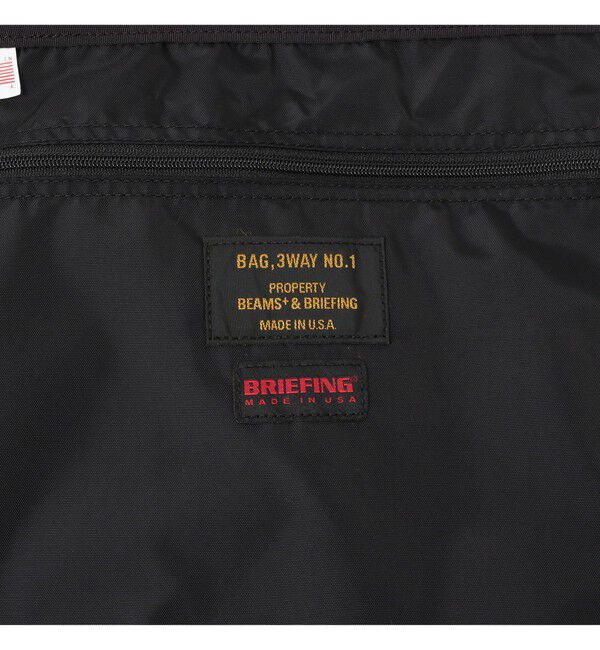 BAG, 3WAY NO.1
PROPERTY
BEAMS+ & BRIEFING
MADE IN U.S.A.
BRIEFING®
MADE IN USA